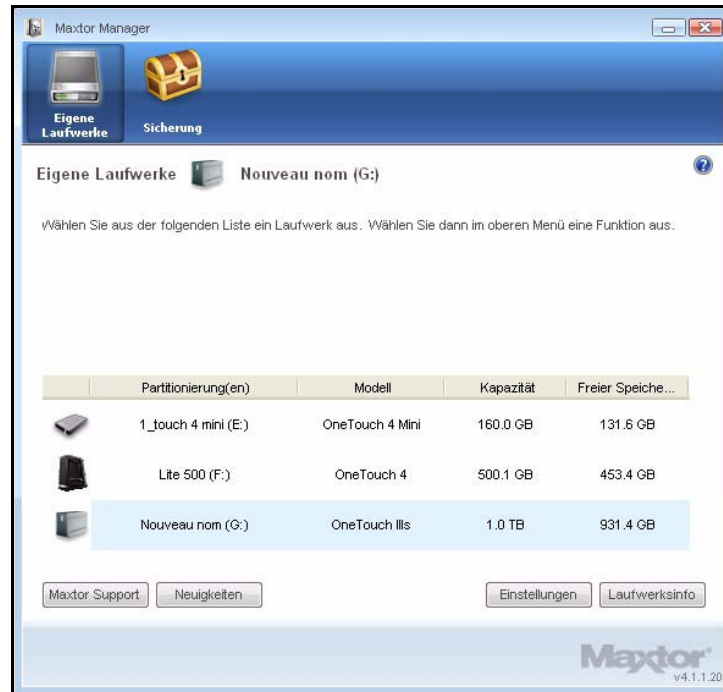 Maxtor Manager
Eigene
Laufwerke
Sicherung
Eigene Laufwerke Nouveau nom (G:)
Wählen Sie aus der folgenden Liste ein Laufwerk aus. Wählen Sie dann im oberen Menü eine Funktion aus.
Partitionierung(en) Modell Kapazität Freier Speiche...
1_touch 4 mini (E:) OneTouch 4 Mini 160.0 GB 131.6 GB
Lite 500 (F:) OneTouch 4 500.1 GB 453.4 GB
Nouveau nom (G:) OneTouch IIIs 1.0 TB 931.4 GB
Maxtor Support Neuigkeiten Einstellungen Laufwerksinfo
Maxtor
v4.1.1.20